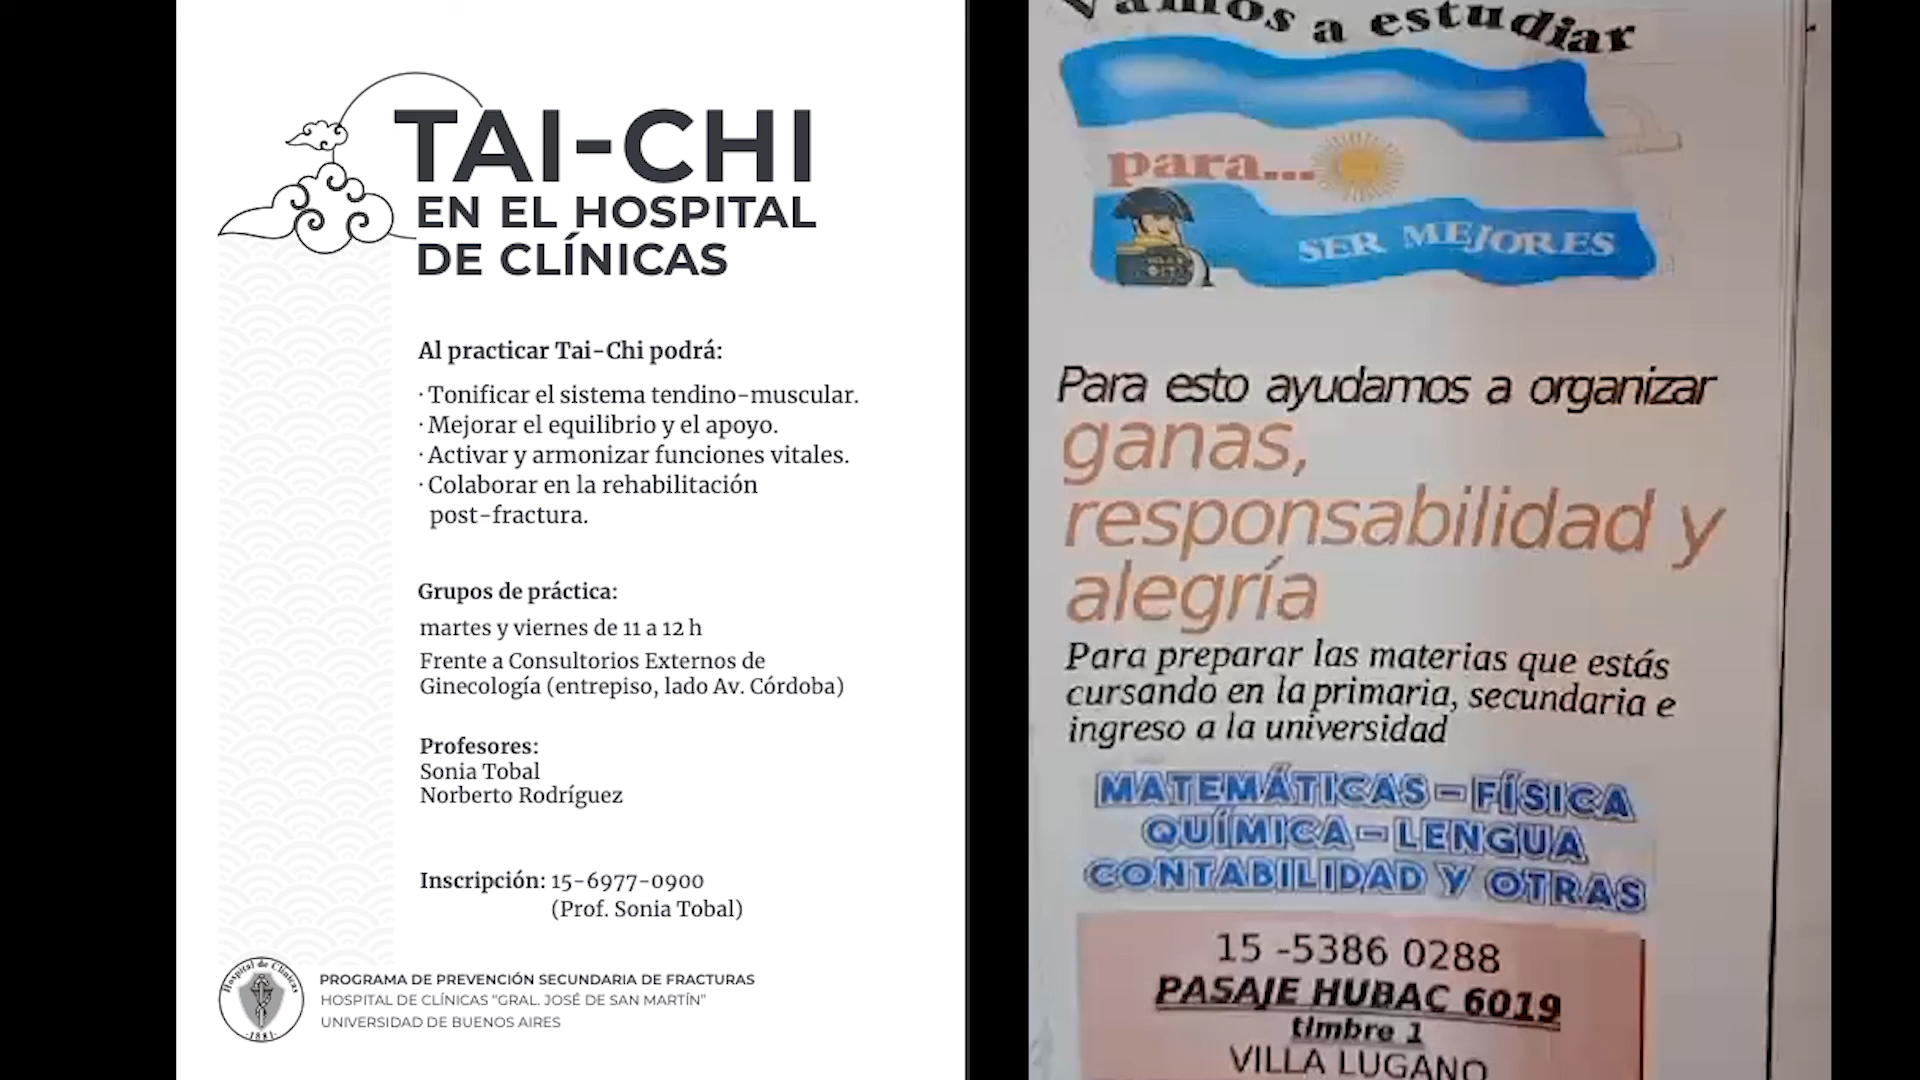 TAI-CHI
EN EL HOSPITAL
DE CLÍNICAS
Al practicar Tai-Chi podrá:
· Tonificar el sistema tendino-muscular.
· Mejorar el equilibrio y el apoyo.
· Activar y armonizar funciones vitales.
· Colaborar en la rehabilitación
post-fractura.
Grupos de práctica:
martes y viernes de 11 a 12 h
Frente a Consultorios Externos de
Ginecología (entrepiso, lado Av. Córdoba)
Profesores:
Sonia Tobal
Norberto Rodríguez
Inscripción: 15-6977-0900
(Prof. Sonia Tobal)
Hospital de Clínicas
·1881·
PROGRAMA DE PREVENCIÓN SECUNDARIA DE FRACTURAS
HOSPITAL DE CLÍNICAS "GRAL. JOSÉ DE SAN MARTÍN"
UNIVERSIDAD DE BUENOS AIRES
Vamos a estudiar
para...
SER MEJORES
Para esto ayudamos a organizar
ganas,
responsabilidad y
alegría
Para preparar las materias que estás
cursando en la primaria, secundaria e
ingreso a la universidad
MATEMÁTICAS - FÍSICA
QUÍMICA - LENGUA
CONTABILIDAD Y OTRAS
15 -5386 0288
PASAJE HUBAC 6019
timbre 1
VILLA LUGANO